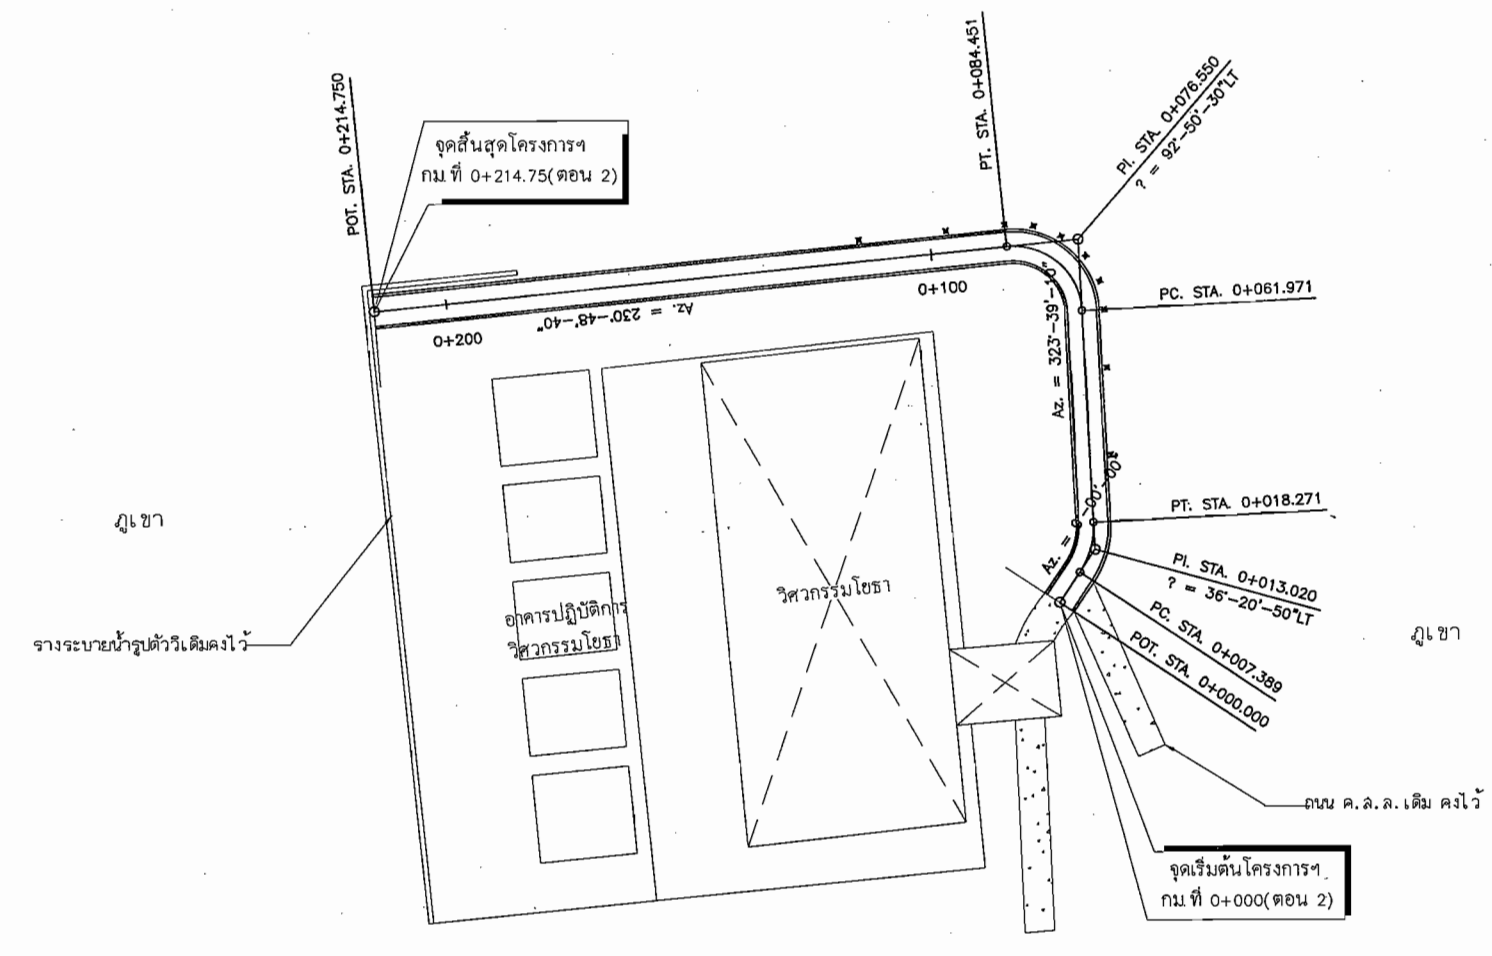 POT. STA. 0+214.750
จุดสิ้นสุดโครงการฯ
กม.ที่ 0+214.75(ตอน 2)
PT. STA. 0+084.451
PI. STA. 0+076.550
? = 92'-50'-30"LT
PC. STA. 0+061.971
0+100
0+200
Az. = 230'-48'-40"
Az. = 323'-39'-10"
PT. STA. 0+018.271
Az. = -00'-00"
PI. STA. 0+013.020
? = 36'-20'-50"LT
PC. STA. 0+007.389
POT. STA. 0+000.000
ภูเขา
ภูเขา
รางระบายน้ำรูปตัววีเดิมคงไว้
อาคารปฏิบัติการ
วิศวกรรมโยธา
วิศวกรรมโยธา
ถนน ค.ส.ล. เดิม คงไว้
จุดเริ่มต้นโครงการฯ
กม.ที่ 0+000(ตอน 2)